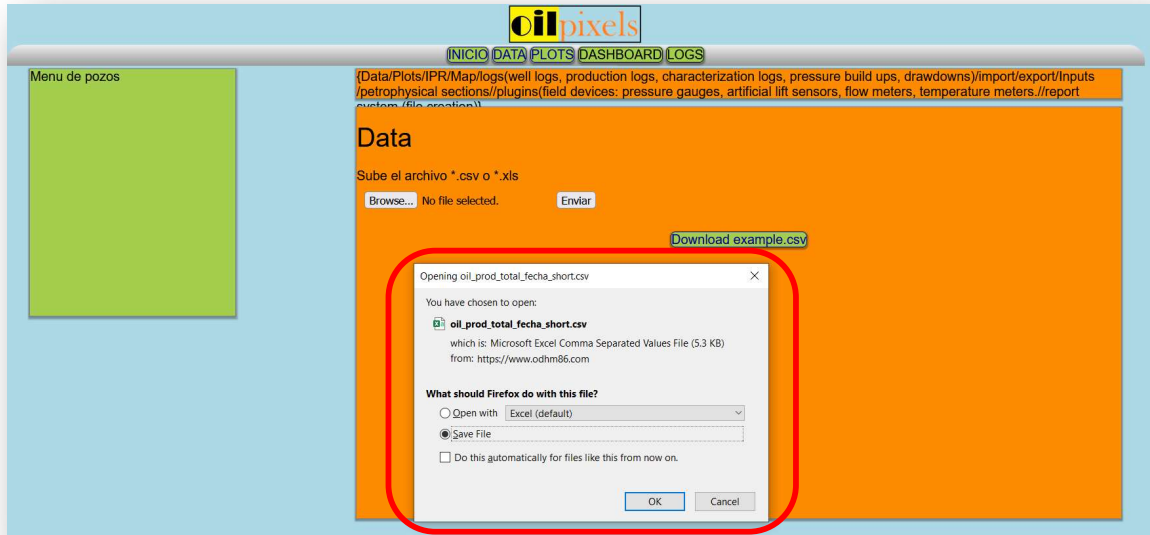 oilpixels
INICIO DATA PLOTS DASHBOARD LOGS
Menu de pozos
{Data/Plots/IPR/Map/logs(well logs, production logs, characterization logs, pressure build ups, drawdowns)/import/export/Inputs
/petrophysical sections//plugins(field devices: pressure gauges, artificial lift sensors, flow meters, temperature meters.//report
system (file creation)}
Data
Sube el archivo *.csv o *.xls
Browse... No file selected. Enviar
Download example.csv
Opening oil_prod_total_fecha_short.csv
You have chosen to open:
oil_prod_total_fecha_short.csv
which is: Microsoft Excel Comma Separated Values File (5.3 KB)
from: https://www.odhm86.com
What should Firefox do with this file?
Open with Excel (default)
Save File
Do this automatically for files like this from now on.
OK Cancel